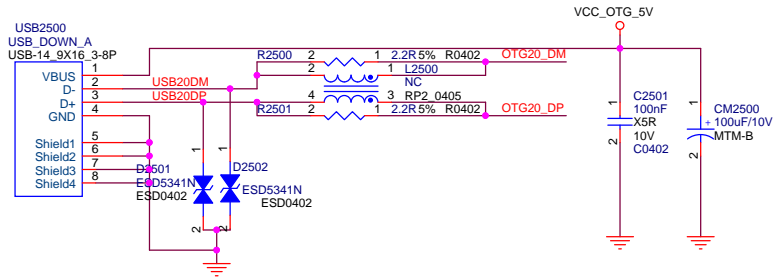 VCC_OTG_5V
USB2500
USB_DOWN_A
USB-14_9X16_3-8P
VBUS 1
D- 2 USB20DM
D+ 3 USB20DP
GND 4
Shield1 5
Shield2 6
Shield3 7
Shield4 8
R2500 2 1 2.2R 5% R0402 OTG20_DM
2 1 L2500
NC
4 3 RP2_0405
R2501 2 1 2.2R 5% R0402 OTG20_DP
1 D2501
ESD5341N
ESD0402
2
1 D2502
ESD5341N
ESD0402
2
1 C2501
100nF
X5R
10V
2 C0402
1 CM2500
+ 100uF/10V
MTM-B
2